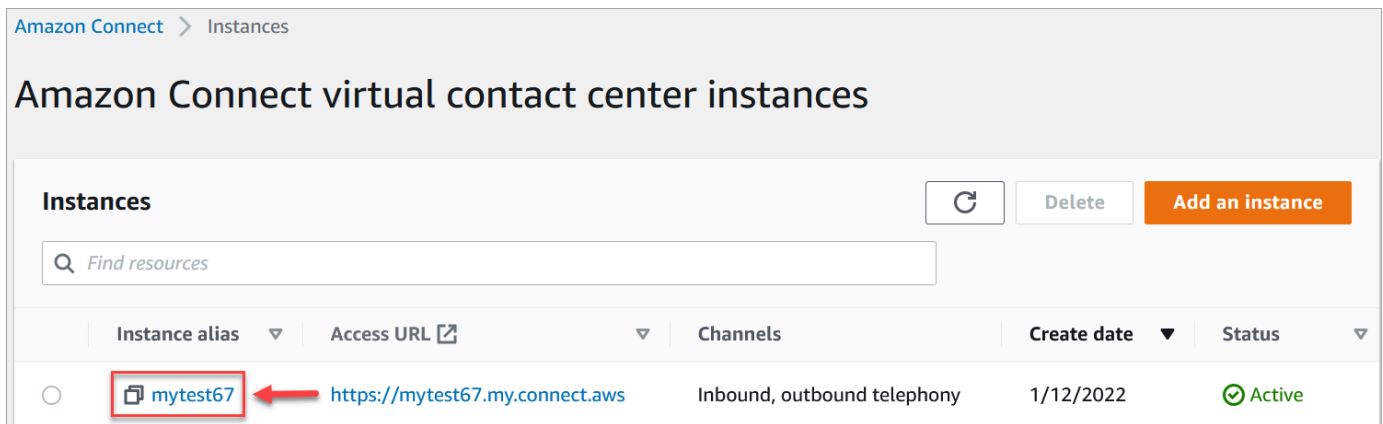 Amazon Connect > Instances
Amazon Connect virtual contact center instances
Instances
Delete
Add an instance
Find resources
Instance alias Access URL Channels Create date Status
mytest67 https://mytest67.my.connect.aws Inbound, outbound telephony 1/12/2022 Active